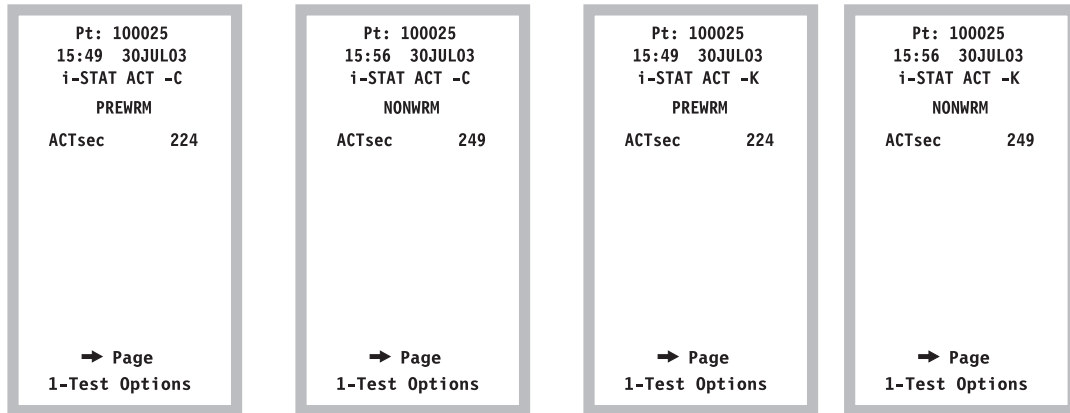 Pt: 100025
15:49 30JUL03
i-STAT ACT -C
PREWRM
ACTsec 224
➔ Page
1-Test Options
Pt: 100025
15:56 30JUL03
i-STAT ACT -C
NONWRM
ACTsec 249
➔ Page
1-Test Options
Pt: 100025
15:49 30JUL03
i-STAT ACT -K
PREWRM
ACTsec 224
➔ Page
1-Test Options
Pt: 100025
15:56 30JUL03
i-STAT ACT -K
NONWRM
ACTsec 249
➔ Page
1-Test Options